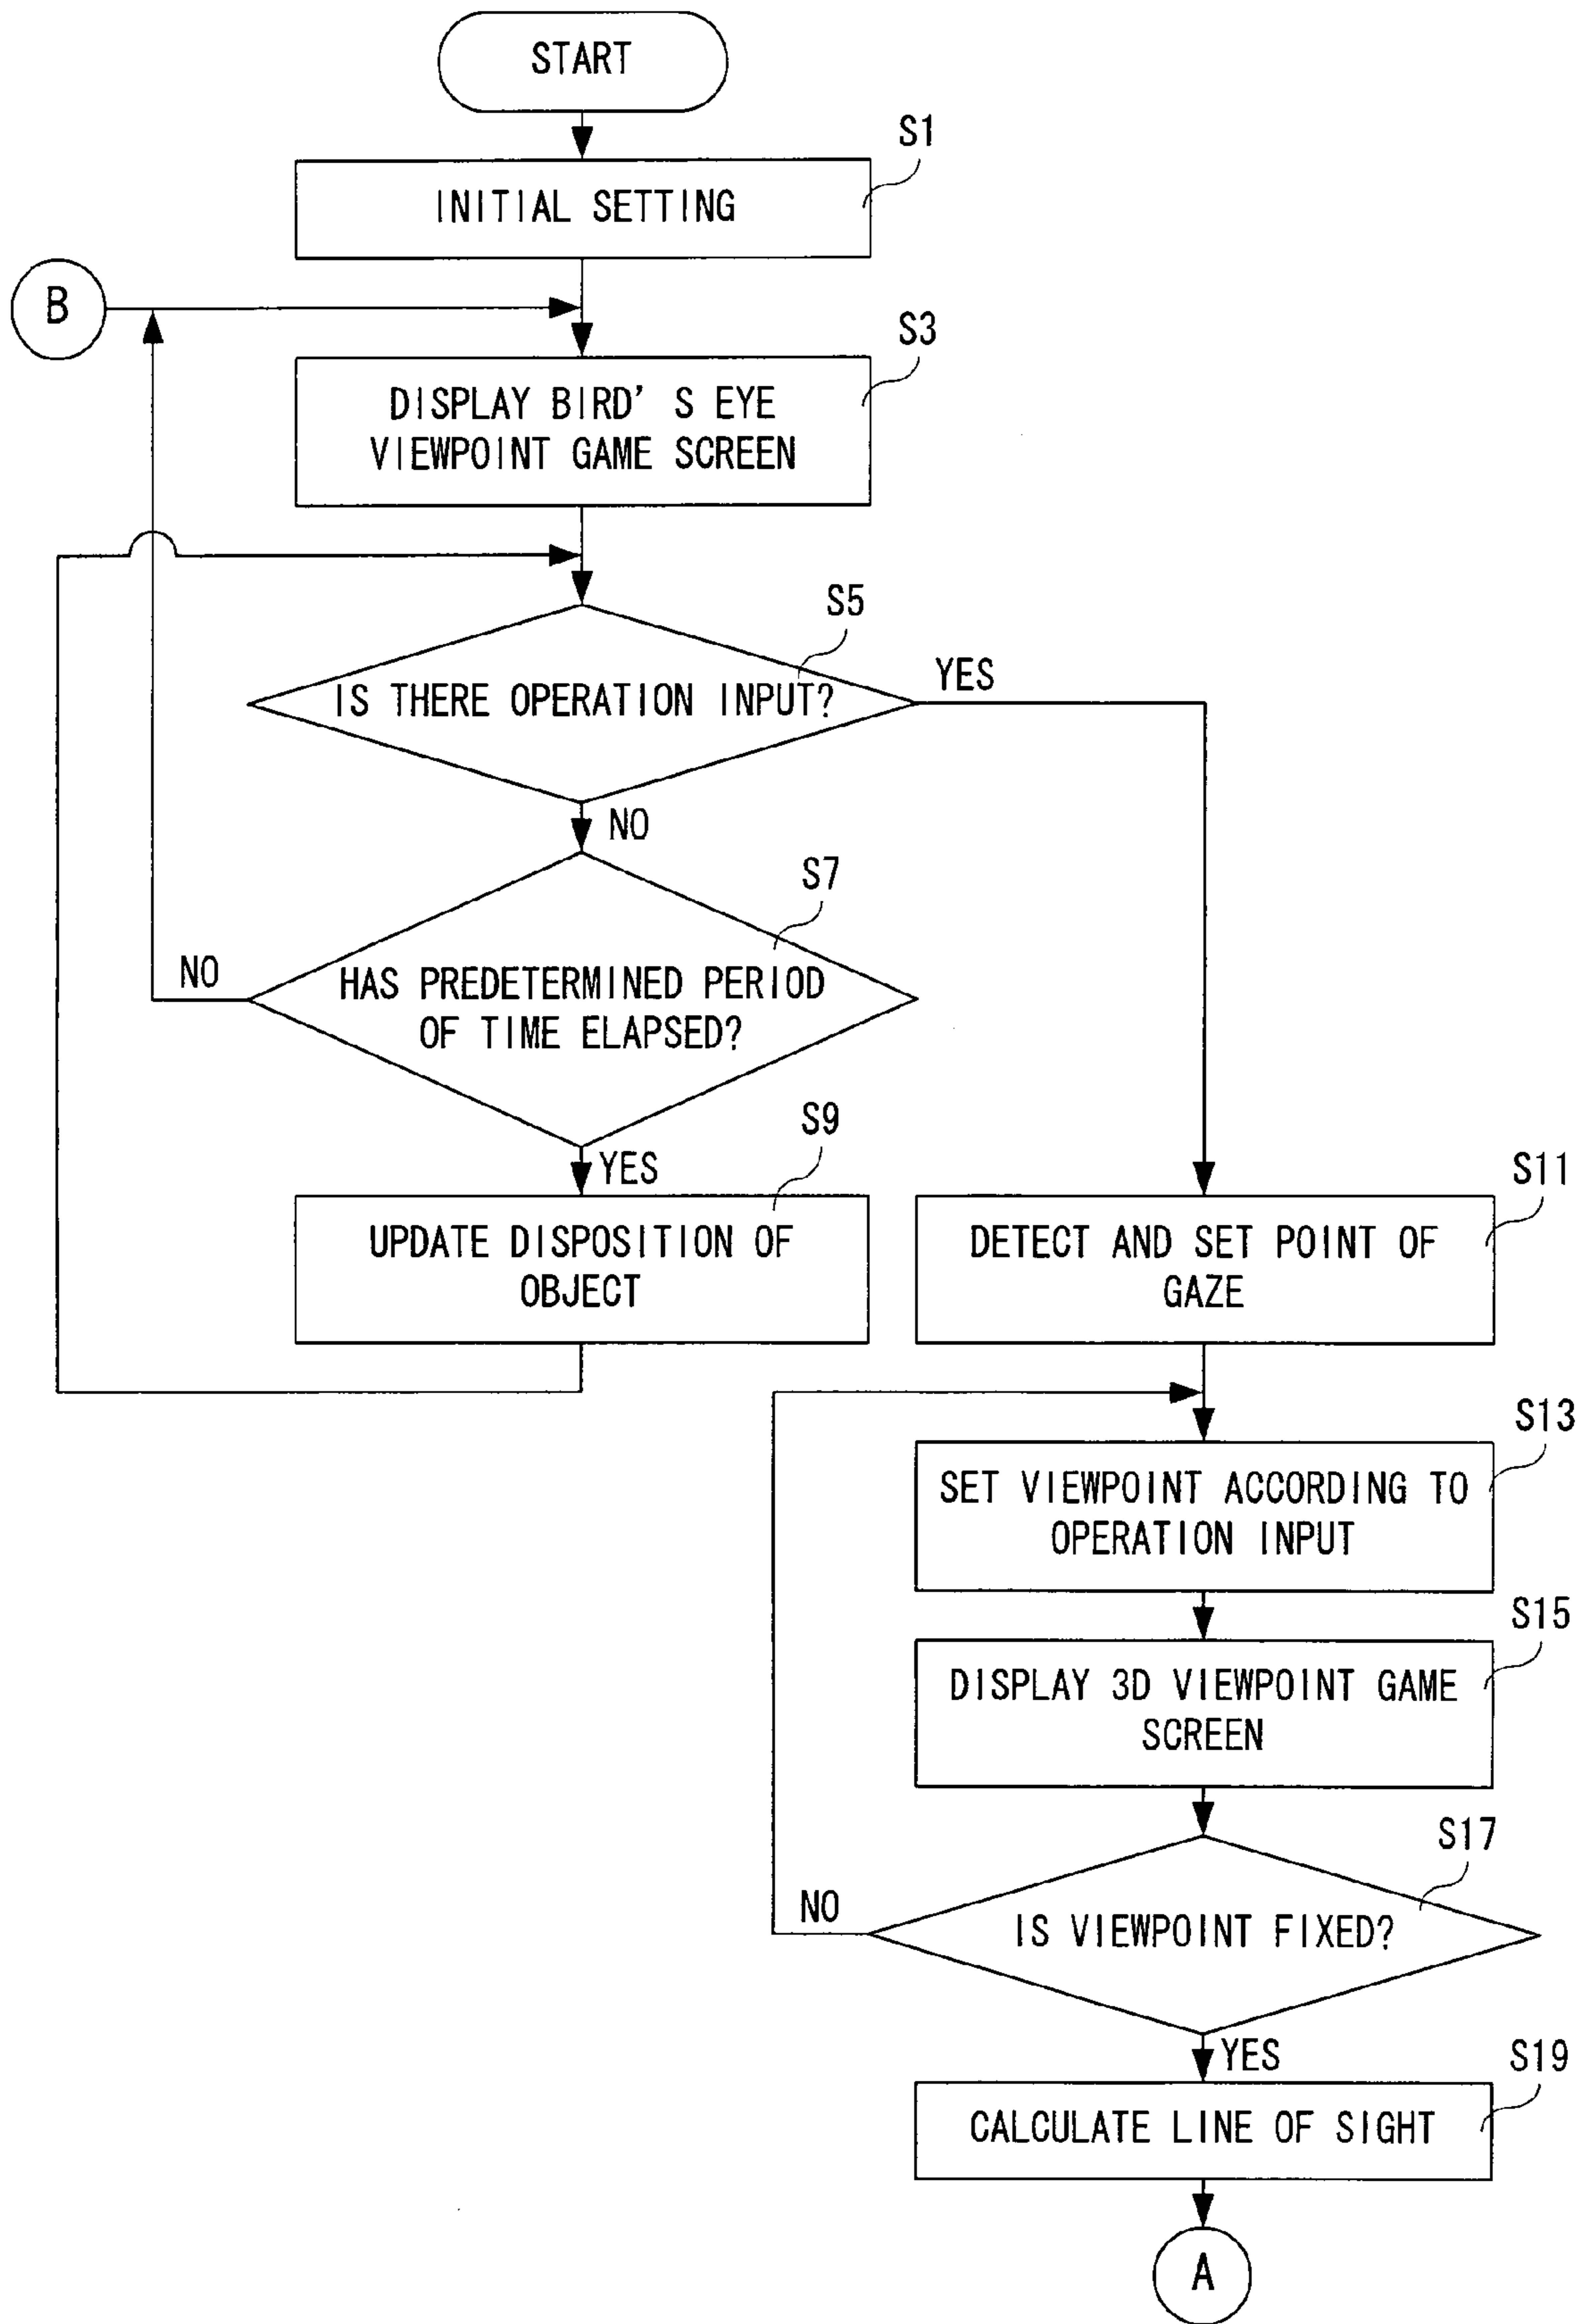 START
S1
INITIAL SETTING
B
S3
DISPLAY BIRD' S EYE
VIEWPOINT GAME SCREEN
S5
IS THERE OPERATION INPUT?
YES
NO
S7
HAS PREDETERMINED PERIOD
OF TIME ELAPSED?
NO
YES
S9
UPDATE DISPOSITION OF
OBJECT
S11
DETECT AND SET POINT OF
GAZE
S13
SET VIEWPOINT ACCORDING TO
OPERATION INPUT
S15
DISPLAY 3D VIEWPOINT GAME
SCREEN
S17
IS VIEWPOINT FIXED?
NO
YES
S19
CALCULATE LINE OF SIGHT
A